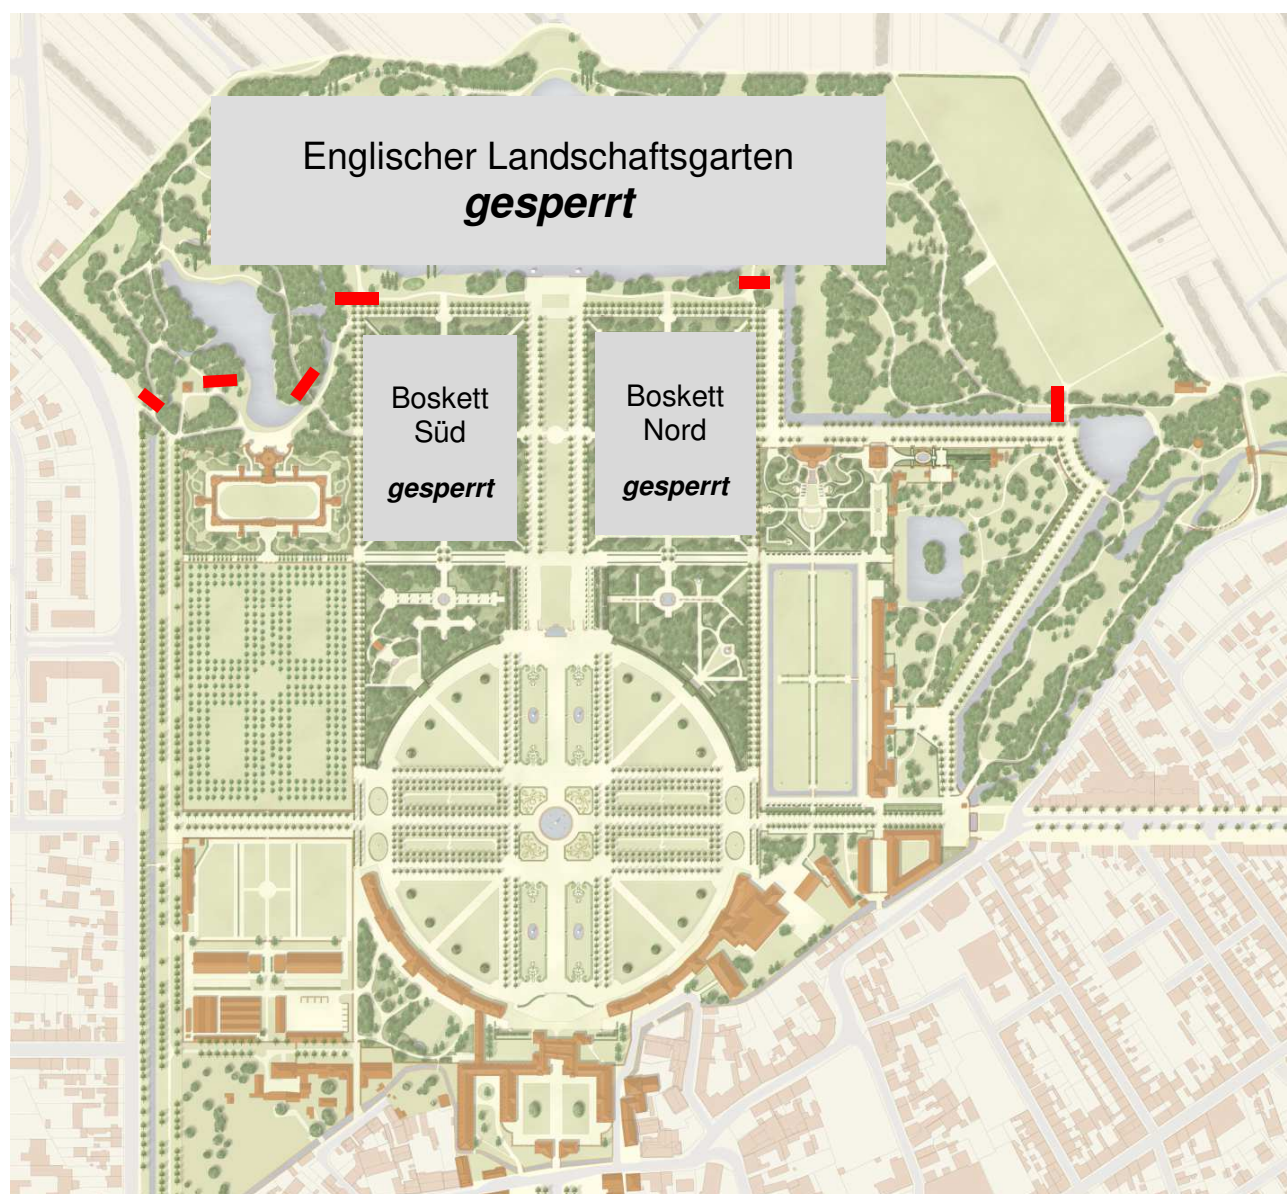 Englischer Landschaftsgarten
gesperrt
Boskett
Süd
gesperrt
Boskett
Nord
gesperrt